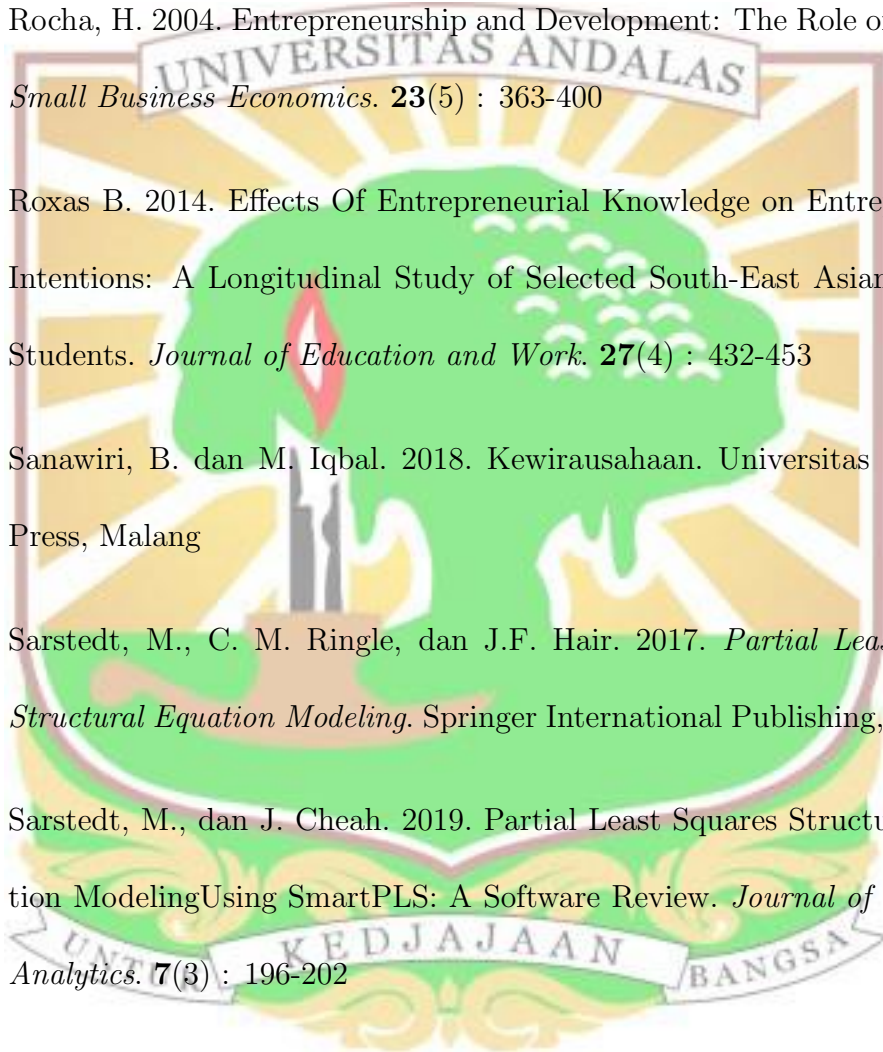 Rocha, H. 2004. Entrepreneurship and Development: The Role o
UNIVERSITAS ANDALAS
Small Business Economics. 23(5) : 363-400
Roxas B. 2014. Effects Of Entrepreneurial Knowledge on Entre
Intentions: A Longitudinal Study of Selected South-East Asian
Students. Journal of Education and Work. 27(4) : 432-453
Sanawiri, B. dan M. Iqbal. 2018. Kewirausahaan. Universitas
Press, Malang
Sarstedt, M., C. M. Ringle, dan J.F. Hair. 2017. Partial Leas
Structural Equation Modeling. Springer International Publishing,
Sarstedt, M., dan J. Cheah. 2019. Partial Least Squares Structu
tion ModelingUsing SmartPLS: A Software Review. Journal of
UNTUK KEDJAJAAN BANGSA
Analytics. 7(3) : 196-202